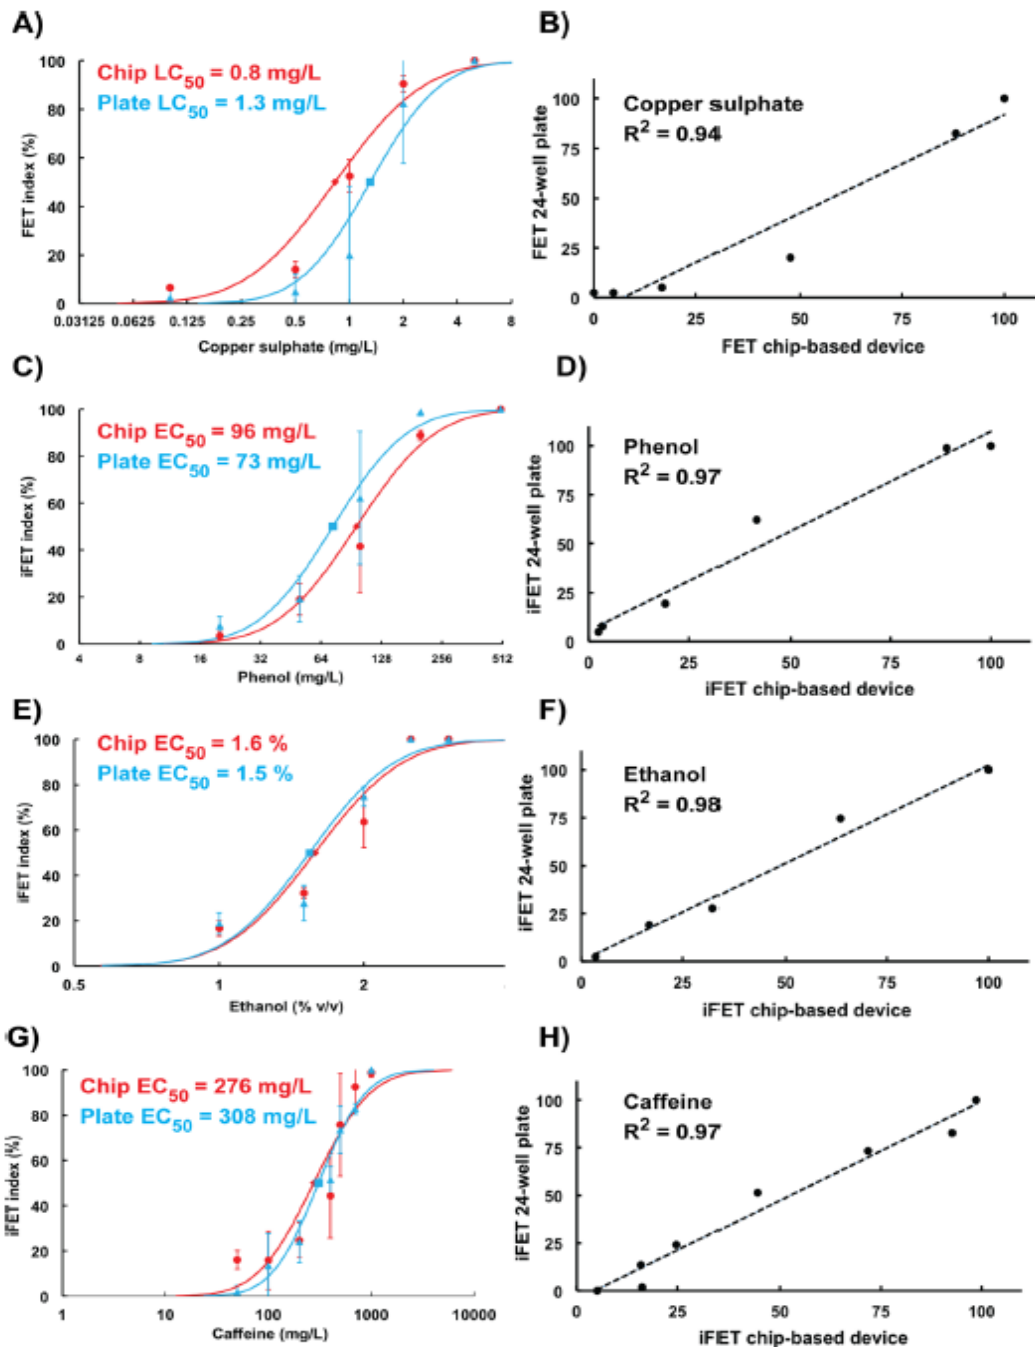 A)
Chip LC50 = 0.8 mg/L
Plate LC50 = 1.3 mg/L
FET index (%)
100
80
60
40
20
0
0.03125 0.0625 0.125 0.25 0.5 1 2 4 8
Copper sulphate (mg/L)
B)
Copper sulphate
R2 = 0.94
FET 24-well plate
100
75
50
25
0
0 25 50 75 100
FET chip-based device
C)
Chip EC50 = 96 mg/L
Plate EC50 = 73 mg/L
iFET index (%)
100
80
60
40
20
0
4 8 16 32 64 128 256 512
Phenol (mg/L)
D)
Phenol
R2 = 0.97
iFET 24-well plate
100
75
50
25
0
0 25 50 75 100
iFET chip-based device
E)
Chip EC50 = 1.6 %
Plate EC50 = 1.5 %
iFET index (%)
100
80
60
40
20
0
0.5 1 2
Ethanol (% v/v)
F)
Ethanol
R2 = 0.98
iFET 24-well plate
100
75
50
25
0
0 25 50 75 100
iFET chip-based device
G)
Chip EC50 = 276 mg/L
Plate EC50 = 308 mg/L
iFET index (%)
100
80
60
40
20
0
1 10 100 1000 10000
Caffeine (mg/L)
H)
Caffeine
R2 = 0.97
iFET 24-well plate
100
75
50
25
0
0 25 50 75 100
iFET chip-based device